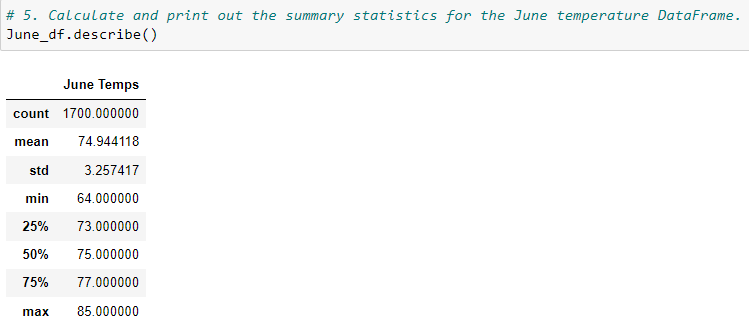 # 5. Calculate and print out the summary statistics for the June temperature DataFrame.
June_df.describe()
June Temps
count 1700.000000
mean 74.944118
std 3.257417
min 64.000000
25% 73.000000
50% 75.000000
75% 77.000000
max 85.000000